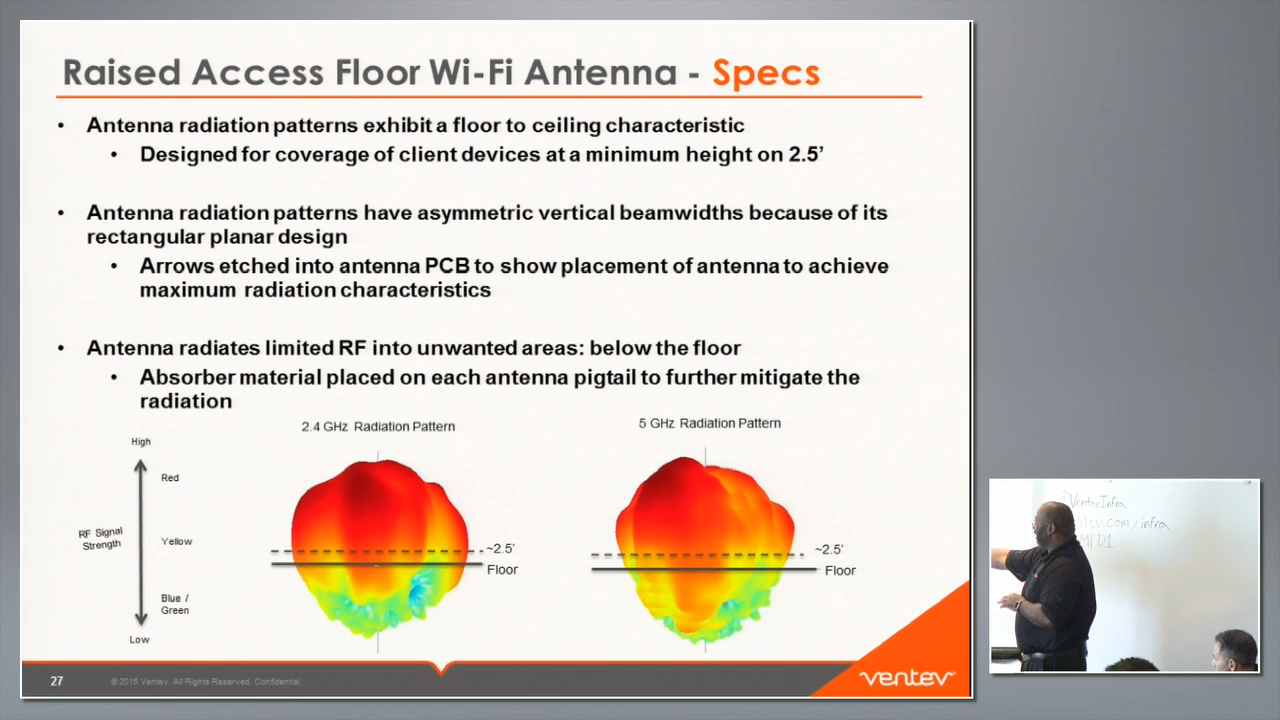 Raised Access Floor Wi-Fi Antenna - Specs
• Antenna radiation patterns exhibit a floor to ceiling characteristic
• Designed for coverage of client devices at a minimum height on 2.5’
• Antenna radiation patterns have asymmetric vertical beamwidths because of its
rectangular planar design
• Arrows etched into antenna PCB to show placement of antenna to achieve
maximum radiation characteristics
• Antenna radiates limited RF into unwanted areas: below the floor
• Absorber material placed on each antenna pigtail to further mitigate the
radiation
2.4 GHz Radiation Pattern
5 GHz Radiation Pattern
High
Red
RF Signal
Strength
Yellow
Blue /
Green
Low
~2.5’
Floor
~2.5’
Floor
27
© 2016 Ventev. All Rights Reserved. Confidential.
ventev
VentevInfra
.com/infra